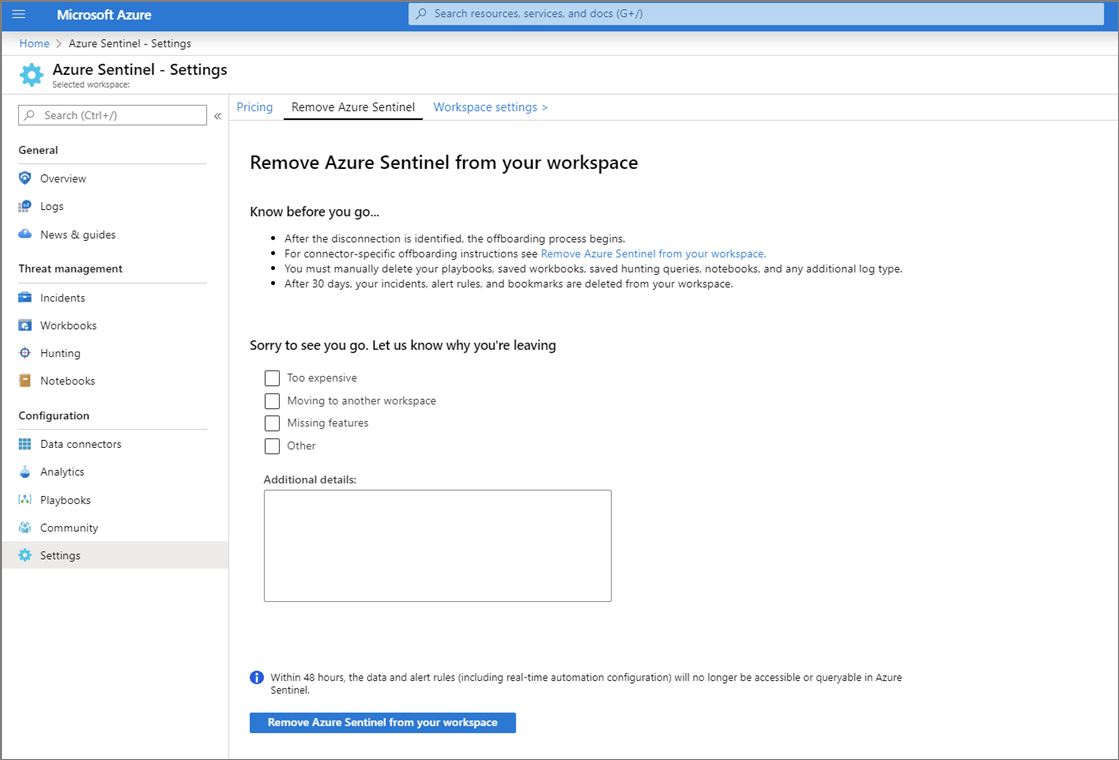 Microsoft Azure
Search resources, services, and docs (G+/)
Home > Azure Sentinel - Settings
Azure Sentinel - Settings
Selected workspace:
Search (Ctrl+/)
«
General
Overview
Logs
News & guides
Threat management
Incidents
Workbooks
Hunting
Notebooks
Configuration
Data connectors
Analytics
Playbooks
Community
Settings
Pricing
Remove Azure Sentinel
Workspace settings >
Remove Azure Sentinel from your workspace
Know before you go...
• After the disconnection is identified, the offboarding process begins.
• For connector-specific offboarding instructions see Remove Azure Sentinel from your workspace.
• You must manually delete your playbooks, saved workbooks, saved hunting queries, notebooks, and any additional log type.
• After 30 days, your incidents, alert rules, and bookmarks are deleted from your workspace.
Sorry to see you go. Let us know why you're leaving
Too expensive
Moving to another workspace
Missing features
Other
Additional details:
Within 48 hours, the data and alert rules (including real-time automation configuration) will no longer be accessible or queryable in Azure
Sentinel.
Remove Azure Sentinel from your workspace